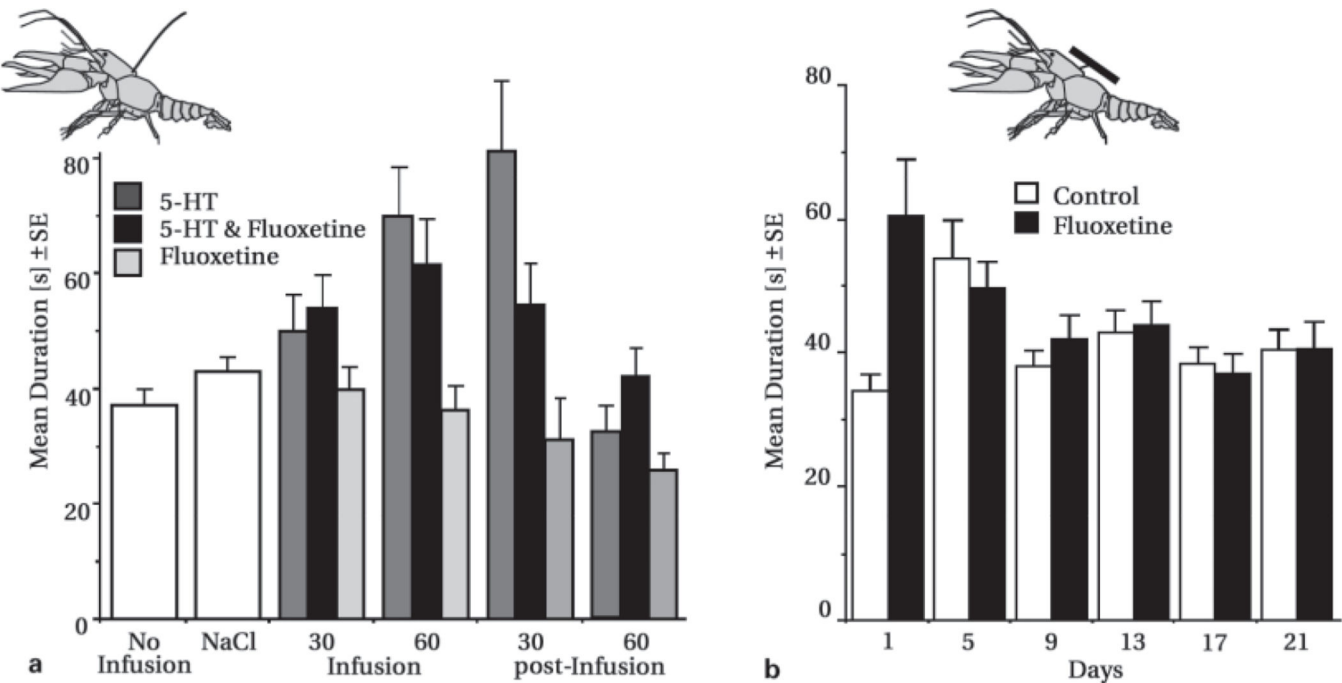 80
60
40
20
0
Mean Duration [s] ± SE
5-HT
5-HT & Fluoxetine
Fluoxetine
No NaCl 30 60 30 60
Infusion Infusion post-Infusion
a
80
60
40
20
0
Mean Duration [s] ± SE
Control
Fluoxetine
1 5 9 13 17 21
Days
b